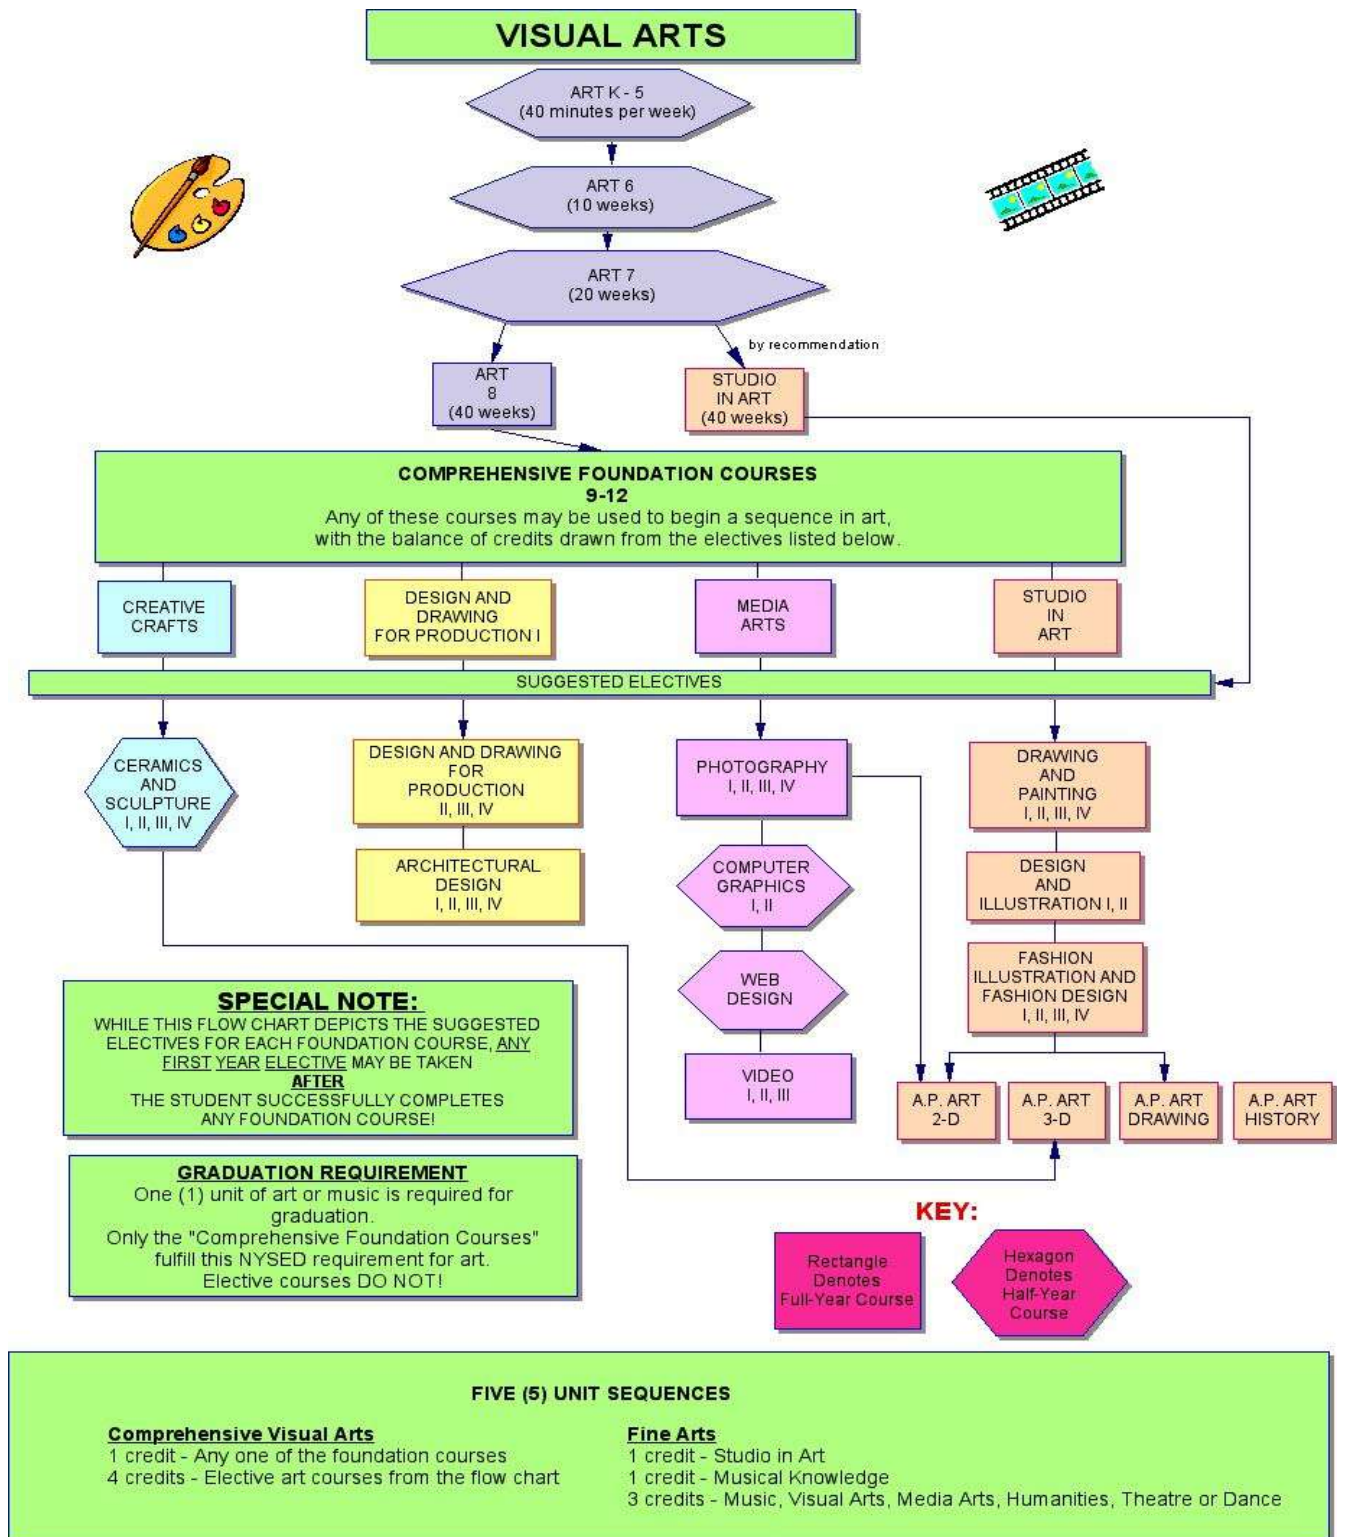 VISUAL ARTS
ART K - 5
(40 minutes per week)
ART 6
(10 weeks)
ART 7
(20 weeks)
by recommendation
ART
8
(40 weeks)
STUDIO
IN ART
(40 weeks)
COMPREHENSIVE FOUNDATION COURSES
9-12
Any of these courses may be used to begin a sequence in art,
with the balance of credits drawn from the electives listed below.
CREATIVE
CRAFTS
DESIGN AND
DRAWING
FOR PRODUCTION I
MEDIA
ARTS
STUDIO
IN
ART
SUGGESTED ELECTIVES
CERAMICS
AND
SCULPTURE
I, II, III, IV
DESIGN AND DRAWING
FOR
PRODUCTION
II, III, IV
ARCHITECTURAL
DESIGN
I, II, III, IV
PHOTOGRAPHY
I, II, III, IV
COMPUTER
GRAPHICS
I, II
WEB
DESIGN
VIDEO
I, II, III
DRAWING
AND
PAINTING
I, II, III, IV
DESIGN
AND
ILLUSTRATION I, II
FASHION
ILLUSTRATION AND
FASHION DESIGN
I, II, III, IV
A.P. ART
2-D
A.P. ART
3-D
A.P. ART
DRAWING
A.P. ART
HISTORY
SPECIAL NOTE:
WHILE THIS FLOW CHART DEPICTS THE SUGGESTED
ELECTIVES FOR EACH FOUNDATION COURSE, ANY
FIRST YEAR ELECTIVE MAY BE TAKEN
AFTER
THE STUDENT SUCCESSFULLY COMPLETES
ANY FOUNDATION COURSE!
GRADUATION REQUIREMENT
One (1) unit of art or music is required for
graduation.
Only the "Comprehensive Foundation Courses"
fulfill this NYSED requirement for art.
Elective courses DO NOT!
KEY:
Rectangle
Denotes
Full-Year Course
Hexagon
Denotes
Half-Year
Course
FIVE (5) UNIT SEQUENCES
Comprehensive Visual Arts
1 credit - Any one of the foundation courses
4 credits - Elective art courses from the flow chart
Fine Arts
1 credit - Studio in Art
1 credit - Musical Knowledge
3 credits - Music, Visual Arts, Media Arts, Humanities, Theatre or Dance